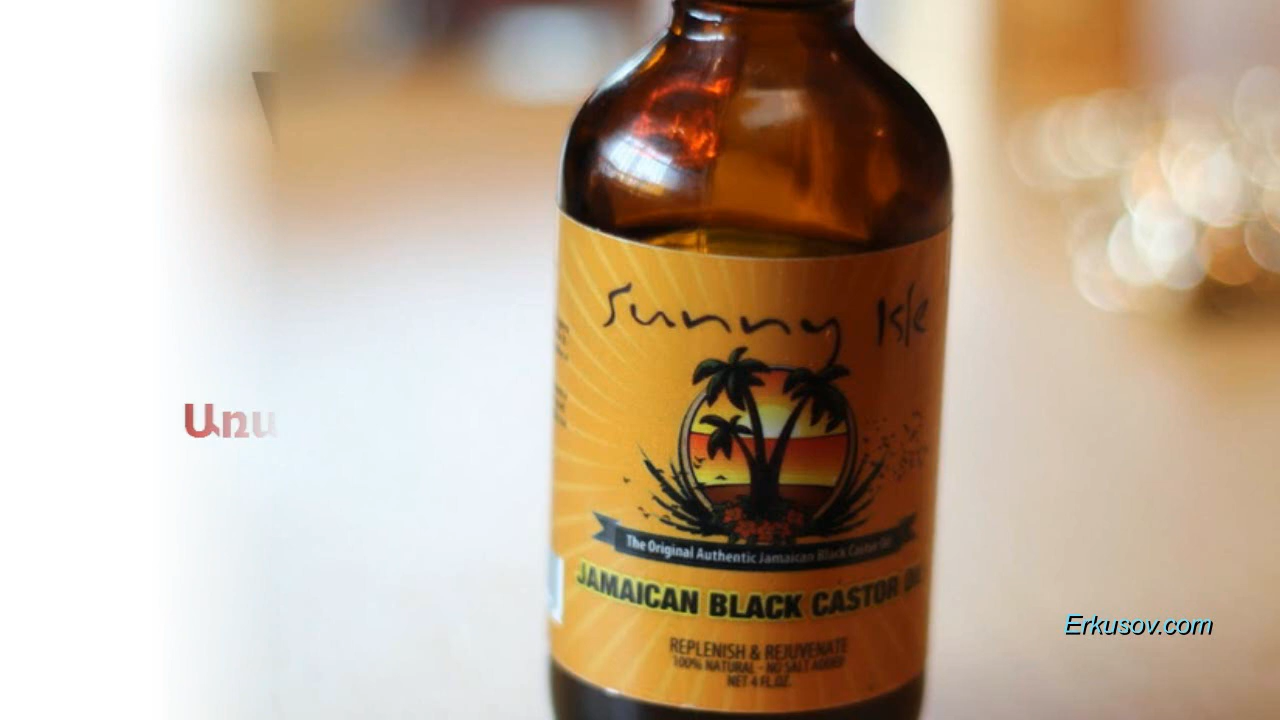 Sunny Isle
The Original Authentic Jamaican Black Castor Oil
JAMAICAN BLACK CASTOR OIL
REPLENISH & REJUVENATE
100% NATURAL - NO SALT ADDED
NET 4 FL.OZ.
Erkusov.com